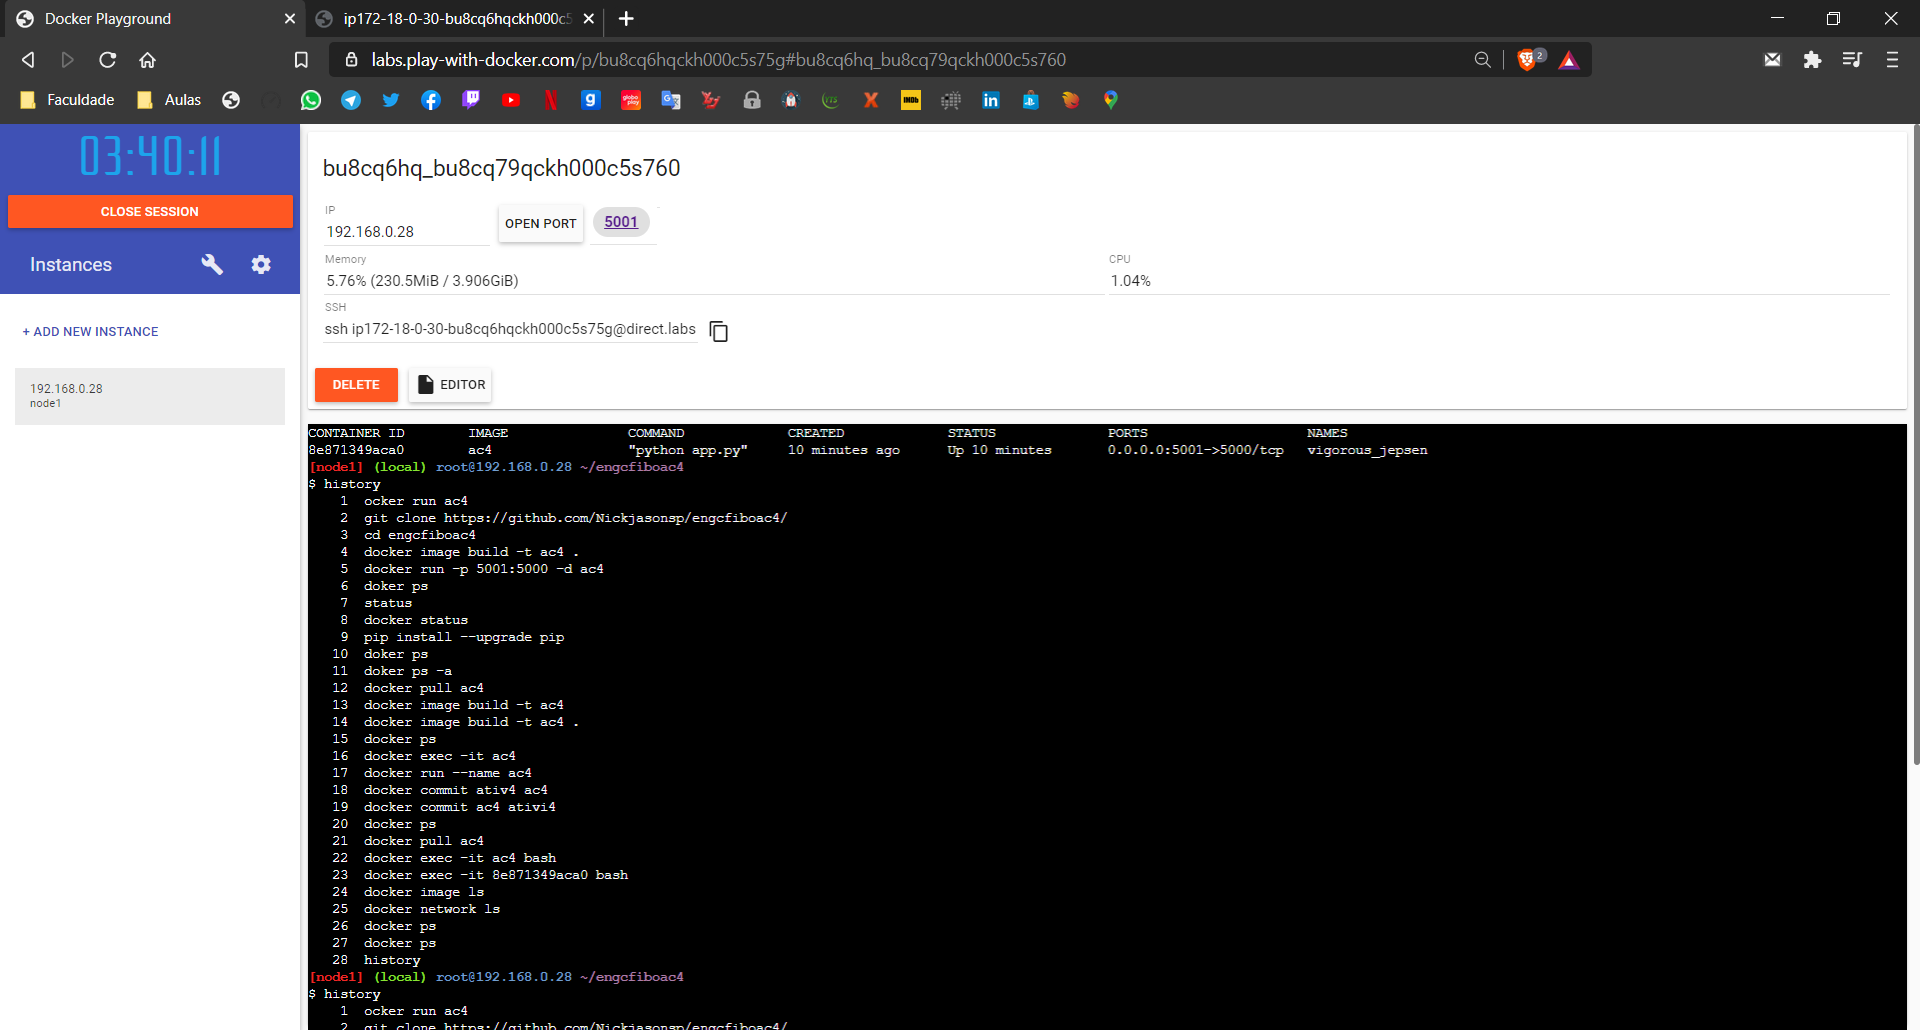 Docker Playground
ip172-18-0-30-bu8cq6hqckh000c5
labs.play-with-docker.com/p/bu8cq6hqckh000c5s75g#bu8cq6hq_bu8cq79qckh000c5s760
2
Faculdade
Aulas
03:40:11
CLOSE SESSION
Instances
+ ADD NEW INSTANCE
192.168.0.28
node1
bu8cq6hq_bu8cq79qckh000c5s760
IP
192.168.0.28
OPEN PORT
5001
Memory
5.76% (230.5MiB / 3.906GiB)
CPU
1.04%
SSH
ssh ip172-18-0-30-bu8cq6hqckh000c5s75g@direct.labs
DELETE
EDITOR
CONTAINER ID IMAGE COMMAND CREATED STATUS PORTS NAMES
8e871349aca0 ac4 "python app.py" 10 minutes ago Up 10 minutes 0.0.0.0:5001->5000/tcp vigorous_jepsen
[node1] (local) root@192.168.0.28 ~/engcfiboac4
$ history
1 ocker run ac4
2 git clone https://github.com/Nickjasonsp/engcfiboac4/
3 cd engcfiboac4
4 docker image build -t ac4 .
5 docker run -p 5001:5000 -d ac4
6 doker ps
7 status
8 docker status
9 pip install --upgrade pip
10 doker ps
11 doker ps -a
12 docker pull ac4
13 docker image build -t ac4
14 docker image build -t ac4 .
15 docker ps
16 docker exec -it ac4
17 docker run --name ac4
18 docker commit ativ4 ac4
19 docker commit ac4 ativi4
20 docker ps
21 docker pull ac4
22 docker exec -it ac4 bash
23 docker exec -it 8e871349aca0 bash
24 docker image ls
25 docker network ls
26 docker ps
27 docker ps
28 history
[node1] (local) root@192.168.0.28 ~/engcfiboac4
$ history
1 ocker run ac4
2 git clone https://github.com/Nickjasonsp/engcfiboac4/